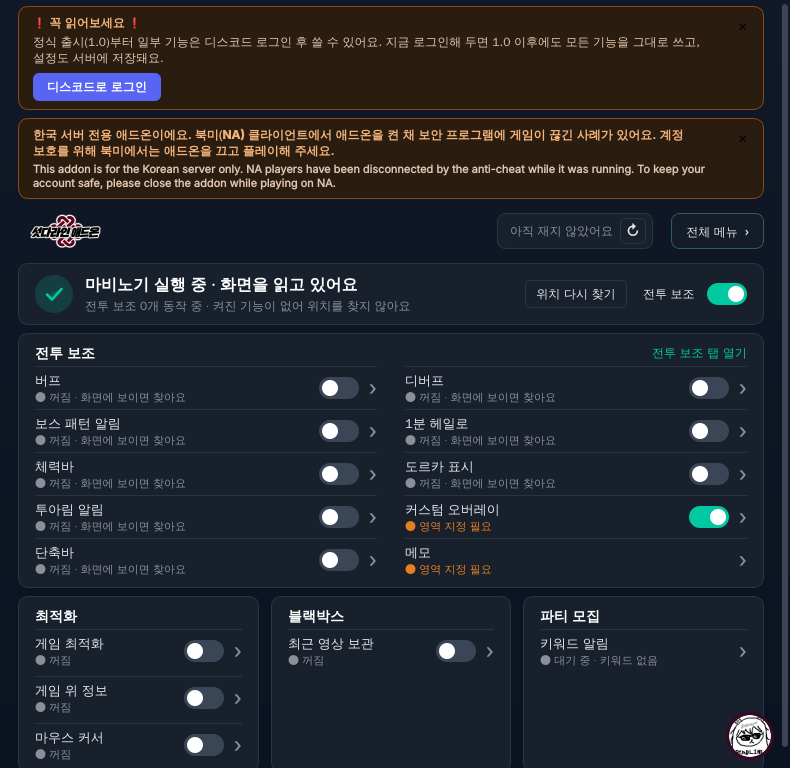 ❗ 꼭 읽어보세요 ❗
정식 출시(1.0)부터 일부 기능은 디스코드 로그인 후 쓸 수 있어요. 지금 로그인해 두면 1.0 이후에도 모든 기능을 그대로 쓰고,
설정도 서버에 저장돼요.
디스코드로 로그인
한국 서버 전용 애드온이에요. 북미(NA) 클라이언트에서 애드온을 켠 채 보안 프로그램에 게임이 끊긴 사례가 있어요. 계정
보호를 위해 북미에서는 애드온을 끄고 플레이해 주세요.
This addon is for the Korean server only. NA players have been disconnected by the anti-cheat while it was running. To keep your
account safe, please close the addon while playing on NA.
아직 재지 않았어요
전체 메뉴 ›
마비노기 실행 중 · 화면을 읽고 있어요
전투 보조 0개 동작 중 · 켜진 기능이 없어 위치를 찾지 않아요
위치 다시 찾기
전투 보조
전투 보조
전투 보조 탭 열기
버프
꺼짐 · 화면에 보이면 찾아요
디버프
꺼짐 · 화면에 보이면 찾아요
보스 패턴 알림
꺼짐 · 화면에 보이면 찾아요
1분 헤일로
꺼짐 · 화면에 보이면 찾아요
체력바
꺼짐 · 화면에 보이면 찾아요
도르카 표시
꺼짐 · 화면에 보이면 찾아요
투아림 알림
꺼짐 · 화면에 보이면 찾아요
커스텀 오버레이
영역 지정 필요
단축바
꺼짐 · 화면에 보이면 찾아요
메모
영역 지정 필요
최적화
게임 최적화
꺼짐
게임 위 정보
꺼짐
마우스 커서
꺼짐
블랙박스
최근 영상 보관
꺼짐
파티 모집
키워드 알림
대기 중 · 키워드 없음